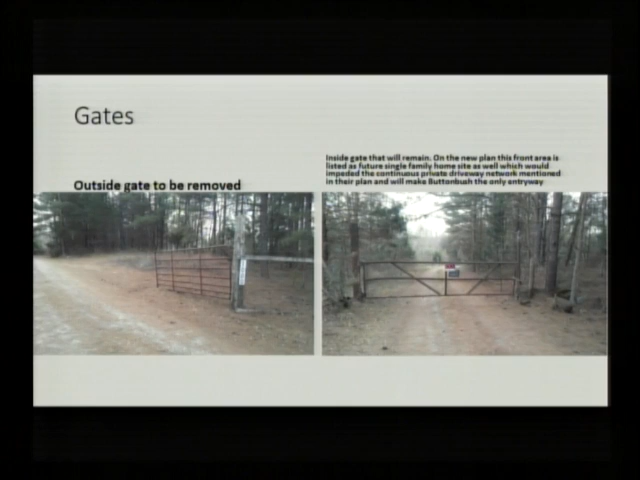 Gates
Outside gate to be removed
Inside gate that will remain. On the new plan this front area is
listed as future single family home site as well which would
impeded the continuous private driveway network mentioned
in their plan and will make Buttonbush the only entryway